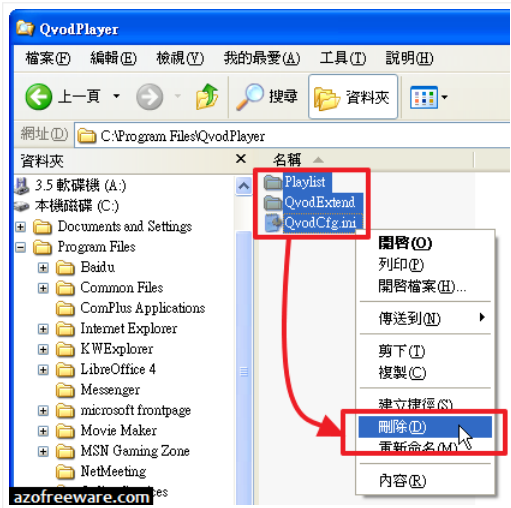 QvodPlayer
檔案(F) 編輯(E) 檢視(V) 我的最愛(A) 工具(T) 說明(H)
上一頁 搜尋 資料夾
網址(D) C:\Program Files\QvodPlayer
資料夾 × 名稱
3.5 軟碟機 (A:)
本機磁碟 (C:)
Documents and Settings
Program Files
Baidu
Common Files
ComPlus Applications
Internet Explorer
KWExplorer
LibreOffice 4
Messenger
microsoft frontpage
Movie Maker
MSN Gaming Zone
NetMeeting
Playlist
QvodExtend
QvodCfg.ini
開啟(O)
列印(P)
開啟檔案(H)...
傳送到(N)
剪下(T)
複製(C)
建立捷徑(S)
刪除(D)
重新命名(M)
內容(R)
azofreeware.com